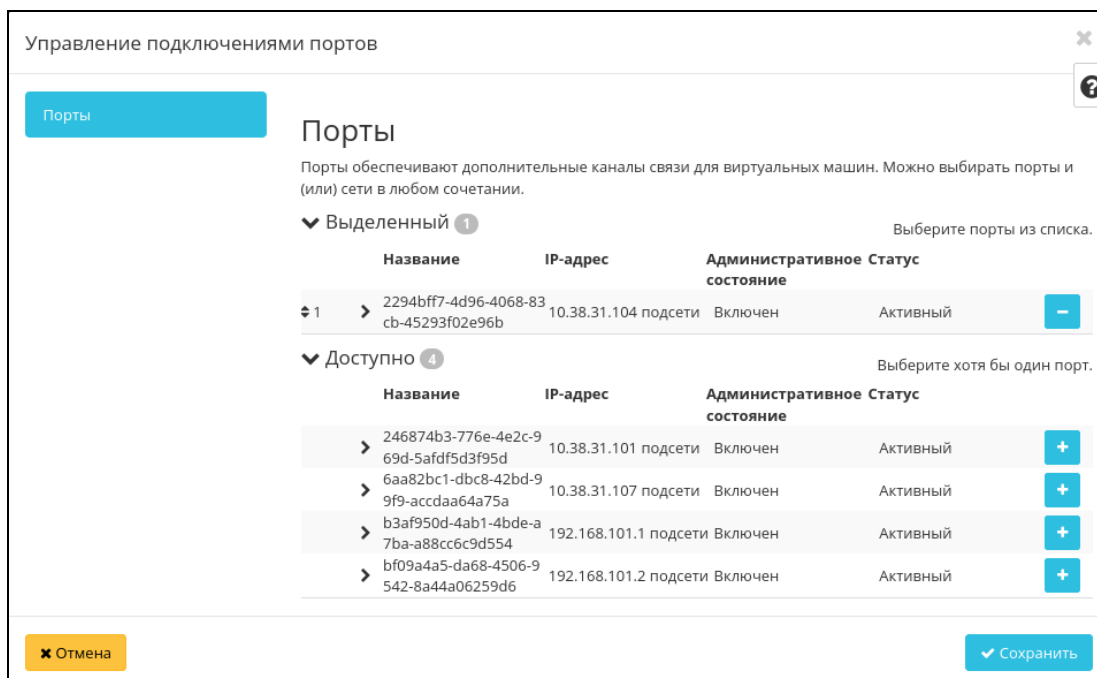 Управление подключениями портов
Порты
Порты
Порты обеспечивают дополнительные каналы связи для виртуальных машин. Можно выбирать порты и
(или) сети в любом сочетании.
Выделенный 1
Выберите порты из списка.
Название IP-адрес Административное Статус
состояние
1 2294bff7-4d96-4068-83 10.38.31.104 подсети Включен Активный
cb-45293f02e96b
Доступно 4
Выберите хотя бы один порт.
Название IP-адрес Административное Статус
состояние
246874b3-776e-4e2c-9 10.38.31.101 подсети Включен Активный
69d-5afdf5d3f95d
6aa82bc1-dbc8-42bd-9 10.38.31.107 подсети Включен Активный
9f9-accdaa64a75a
b3af950d-4ab1-4bde-a 192.168.101.1 подсети Включен Активный
7ba-a88cc6c9d554
bf09a4a5-da68-4506-9 192.168.101.2 подсети Включен Активный
542-8a44a06259d6
Отмена
Сохранить